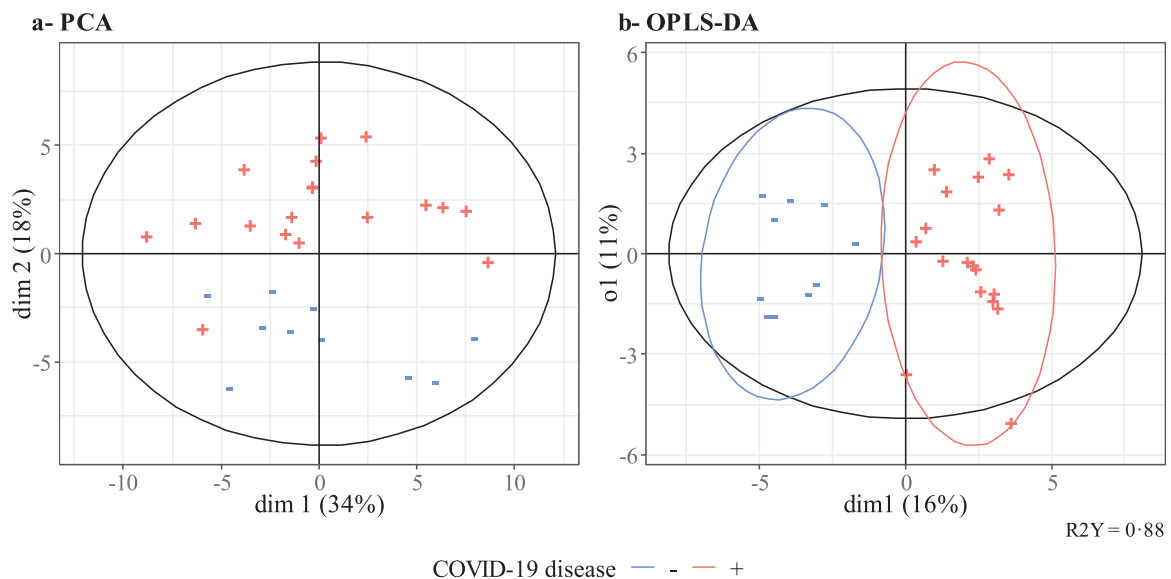 a- PCA
b- OPLS-DA
dim 2 (18%)
5
0
-5
-10
-5
0
5
10
dim 1 (34%)
o1 (11%)
6
3
0
-3
-6
-5
0
5
dim1 (16%)
R2Y = 0·88
COVID-19 disease - +